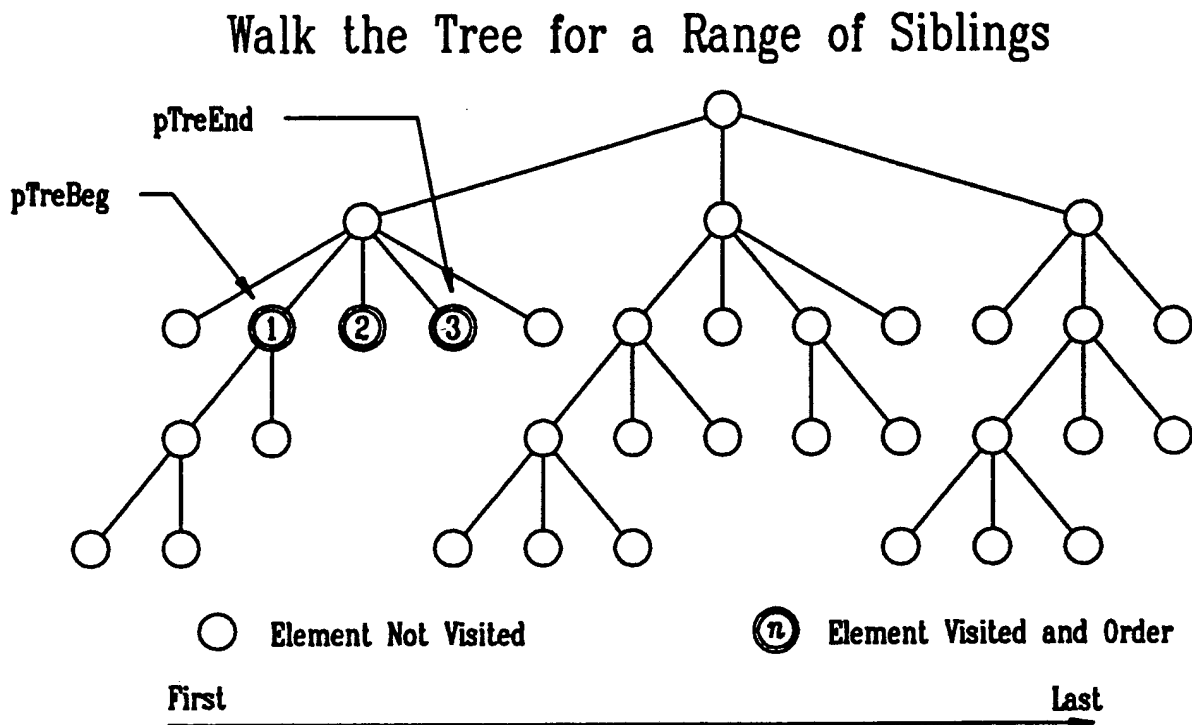 Walk the Tree for a Range of Siblings
pTreEnd
pTreBeg
1 2 3
Element Not Visited
n Element Visited and Order
First Last